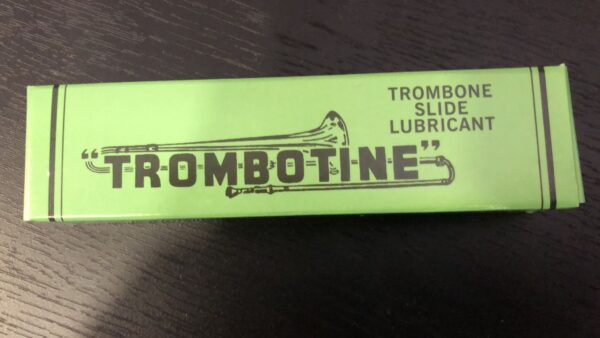 TROMBONE
SLIDE
LUBRICANT
"TROMBOTINE"